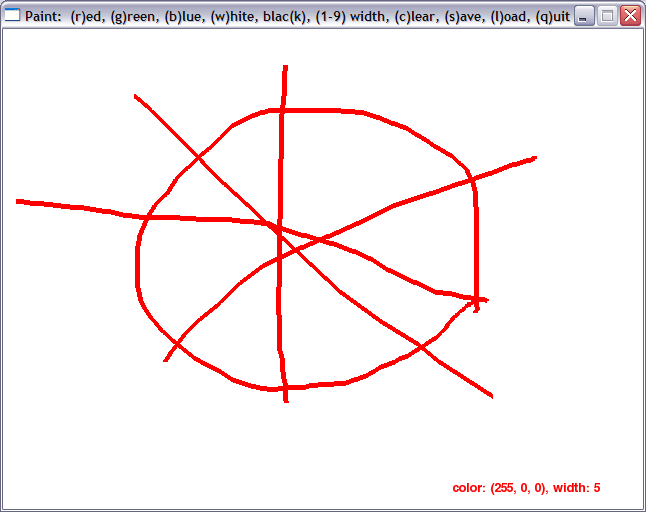 Paint: (r)ed, (g)reen, (b)lue, (w)hite, blac(k), (1-9) width, (c)lear, (s)ave, (l)oad, (q)uit
color: (255, 0, 0), width: 5